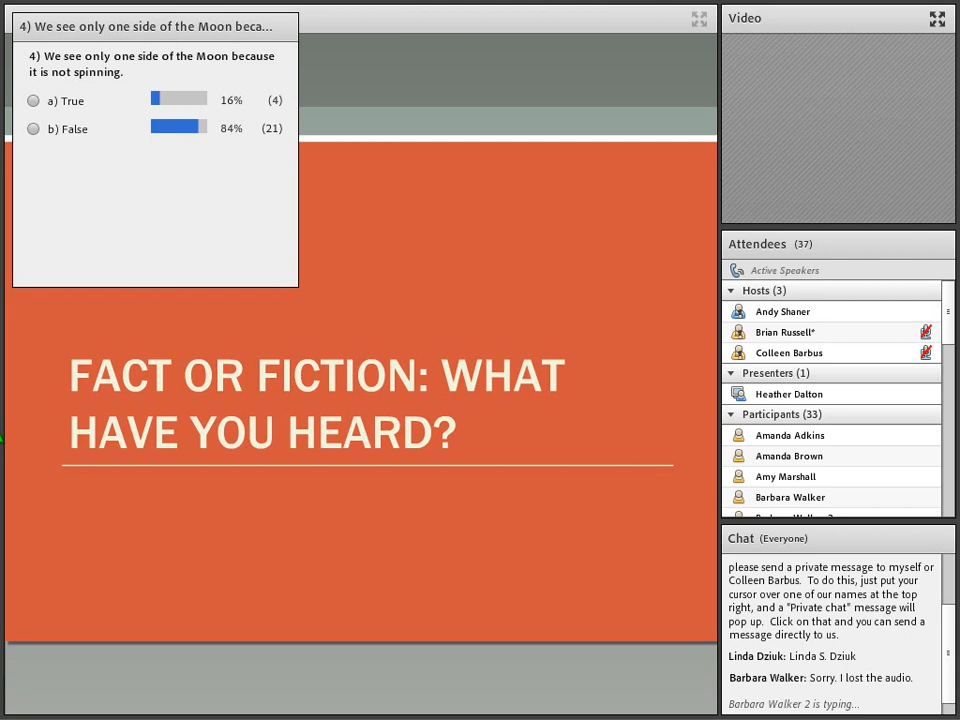 4) We see only one side of the Moon beca...
4) We see only one side of the Moon because
it is not spinning.
a) True 16% (4)
b) False 84% (21)
FACT OR FICTION: WHAT
HAVE YOU HEARD?
Video
Attendees (37)
Active Speakers
Hosts (3)
Andy Shaner
Brian Russell*
Colleen Barbus
Presenters (1)
Heather Dalton
Participants (33)
Amanda Adkins
Amanda Brown
Amy Marshall
Barbara Walker
Chat (Everyone)
please send a private message to myself or
Colleen Barbus. To do this, just put your
cursor over one of our names at the top
right, and a "Private chat" message will
pop up. Click on that and you can send a
message directly to us.
Linda Dziuk: Linda S. Dziuk
Barbara Walker: Sorry. I lost the audio.
Barbara Walker 2 is typing...